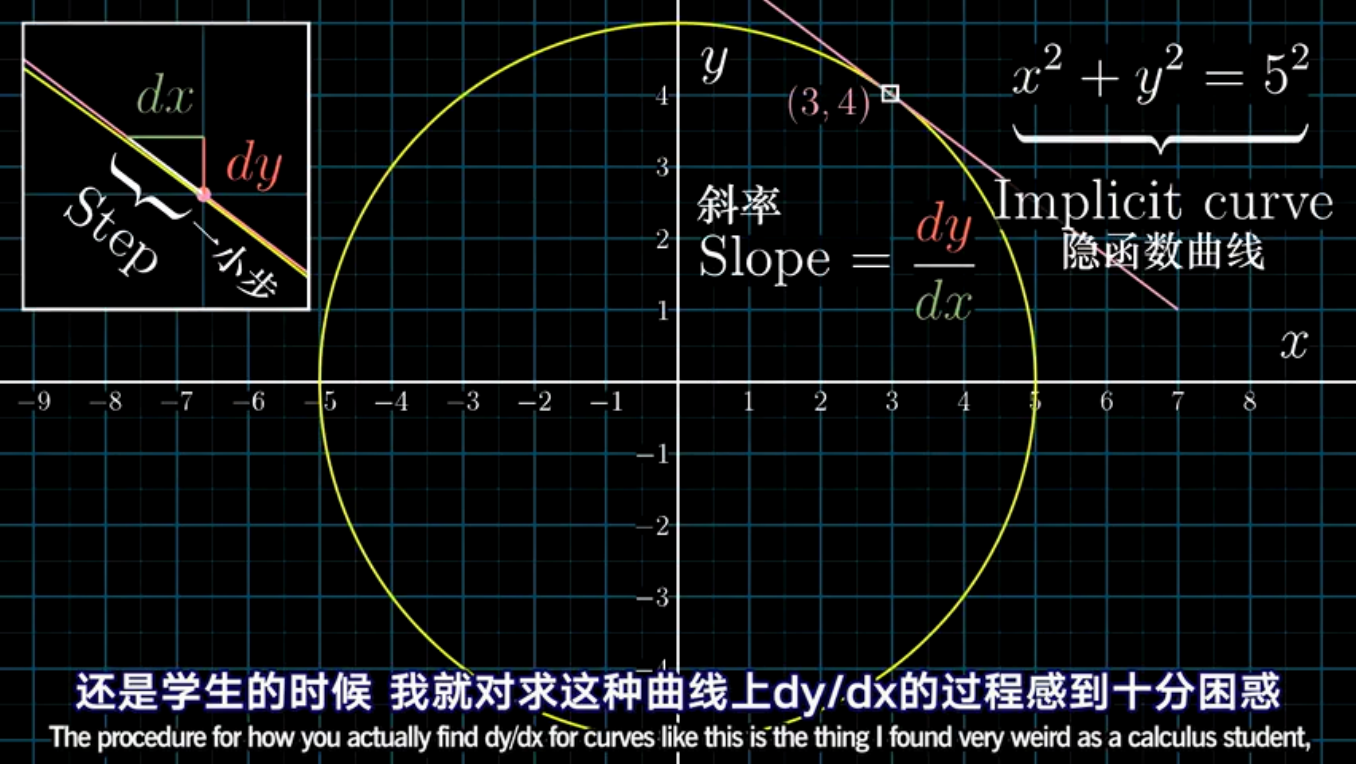 dx
dy
Step
一小步
y
x² + y² = 5²
(3, 4)
Implicit curve
隐函数曲线
斜率
Slope = dy/dx
x
4
3
2
1
−9 −8 −7 −6 −5 −4 −3 −2 −1 1 2 3 4 5 6 7 8
−1
−2
−3
−4
还是学生的时候 我就对求这种曲线上dy/dx的过程感到十分困惑
The procedure for how you actually find dy/dx for curves like this is the thing I found very weird as a calculus student,